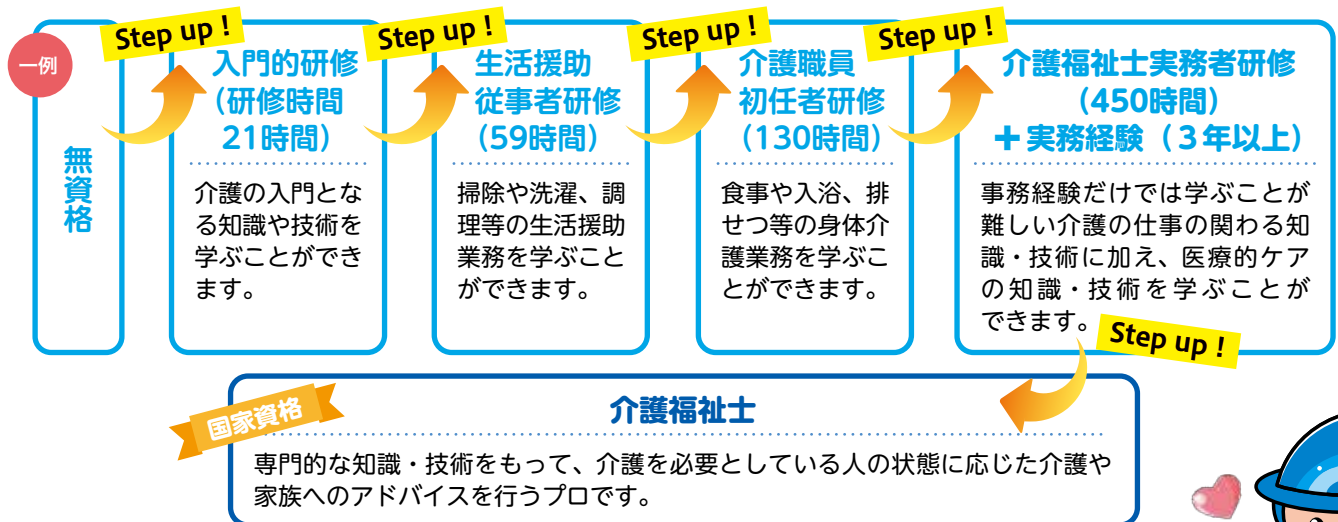 一例
無資格
Step up !
入門的研修
（研修時間
21時間）
介護の入門とな
る知識や技術を
学ぶことができ
ます。
Step up !
生活援助
従事者研修
(59時間)
掃除や洗濯、調
理等の生活援助
業務を学ぶこと
ができます。
Step up !
介護職員
初任者研修
(130時間)
食事や入浴、排
せつ等の身体介
護業務を学ぶこ
とができます。
Step up !
介護福祉士実務者研修
(450時間)
＋実務経験（３年以上）
事務経験だけでは学ぶことが
難しい介護の仕事の関わる知
識・技術に加え、医療的ケア
の知識・技術を学ぶことが
できます。
Step up !
国家資格
介護福祉士
専門的な知識・技術をもって、介護を必要としている人の状態に応じた介護や
家族へのアドバイスを行うプロです。